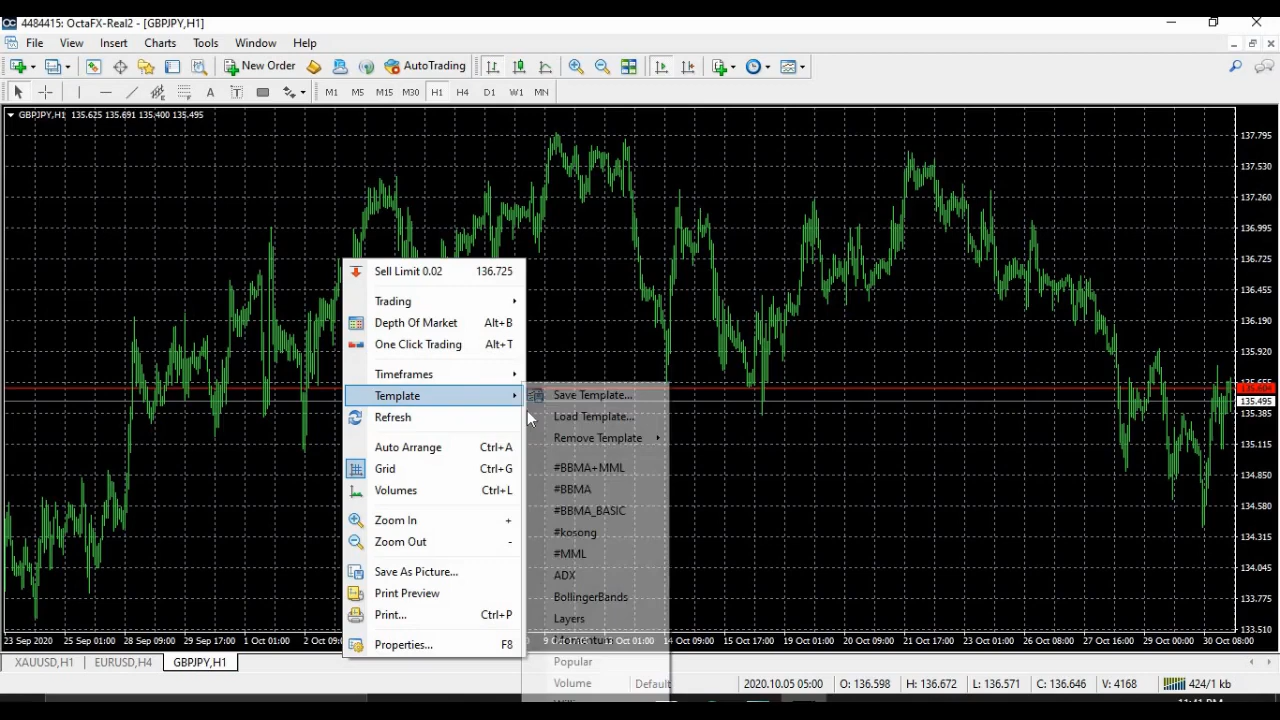 4484415: OctaFX-Real2 - [GBPJPY,H1]
File View Insert Charts Tools Window Help
New Order AutoTrading
A T M1 M5 M15 M30 H1 H4 D1 W1 MN
GBPJPY,H1 135.625 135.691 135.400 135.495
137.795
137.530
137.260
136.995
136.725
136.455
136.190
135.920
135.655
135.604
135.495
135.115
134.850
134.580
134.315
134.045
133.775
133.510
Sell Limit 0.02 136.725
Trading
Depth Of Market Alt+B
One Click Trading Alt+T
Timeframes
Template
Refresh
Auto Arrange Ctrl+A
Grid Ctrl+G
Volumes Ctrl+L
Zoom In +
Zoom Out -
Save As Picture...
Print Preview
Print... Ctrl+P
Properties... F8
Save Template...
Load Template...
Remove Template
#BBMA+MML
#BBMA
#BBMA_BASIC
#kosong
#MML
ADX
BollingerBands
Layers
Momentum
Popular
Volume
23 Sep 2020 25 Sep 01:00 28 Sep 09:00 29 Sep 17:00 1 Oct 01:00 2 Oct 09:00 14 Oct 09:00 15 Oct 17:00 19 Oct 01:00 20 Oct 09:00 21 Oct 17:00 23 Oct 01:00 26 Oct 08:00 27 Oct 16:00 29 Oct 00:00 30 Oct 08:00
XAUUSD,H1 EURUSD,H4 GBPJPY,H1
Default 2020.10.05 05:00 O: 136.598 H: 136.672 L: 136.571 C: 136.646 V: 4168 424/1 kb